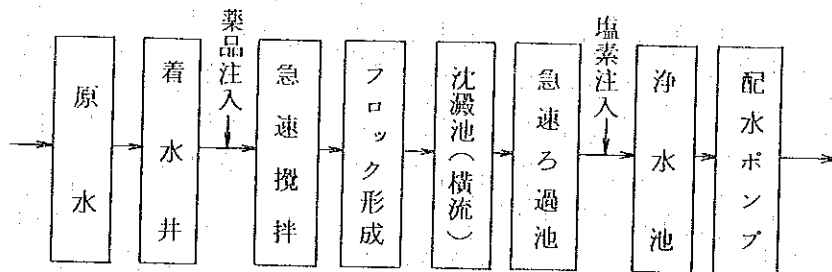 原水
着水井
薬品注入
急速攪拌
フロック形成
沈澱池(横流)
急速ろ過池
塩素注入
浄水池
配水ポンプ